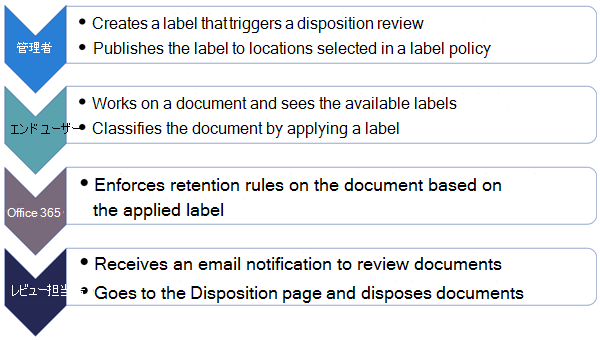 管理者
• Creates a label that triggers a disposition review
• Publishes the label to locations selected in a label policy
エンド ユーザー
• Works on a document and sees the available labels
• Classifies the document by applying a label
Office 365
• Enforces retention rules on the document based on
the applied label
レビュー担当
• Receives an email notification to review documents
• Goes to the Disposition page and disposes documents